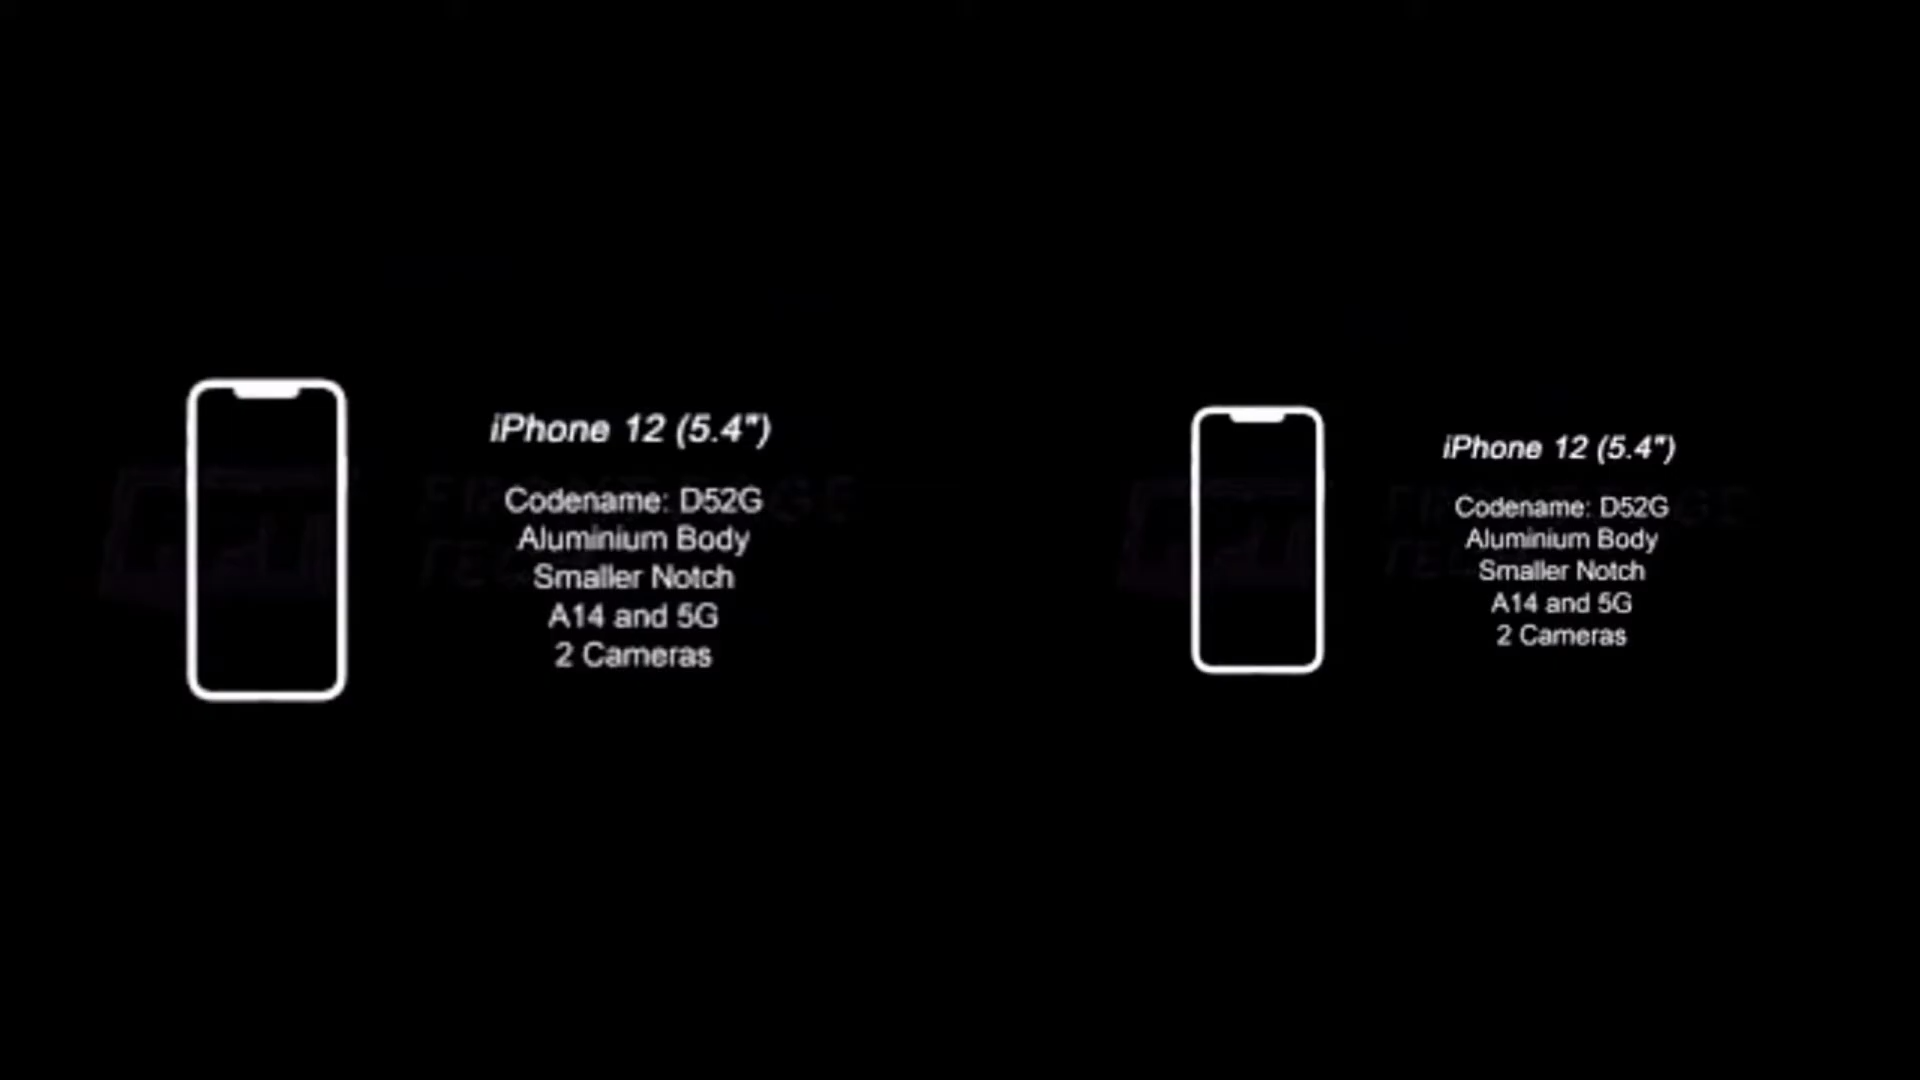 iPhone 12 (5.4")
Codename: D52G
Aluminium Body
Smaller Notch
A14 and 5G
2 Cameras
iPhone 12 (5.4")
Codename: D52G
Aluminium Body
Smaller Notch
A14 and 5G
2 Cameras